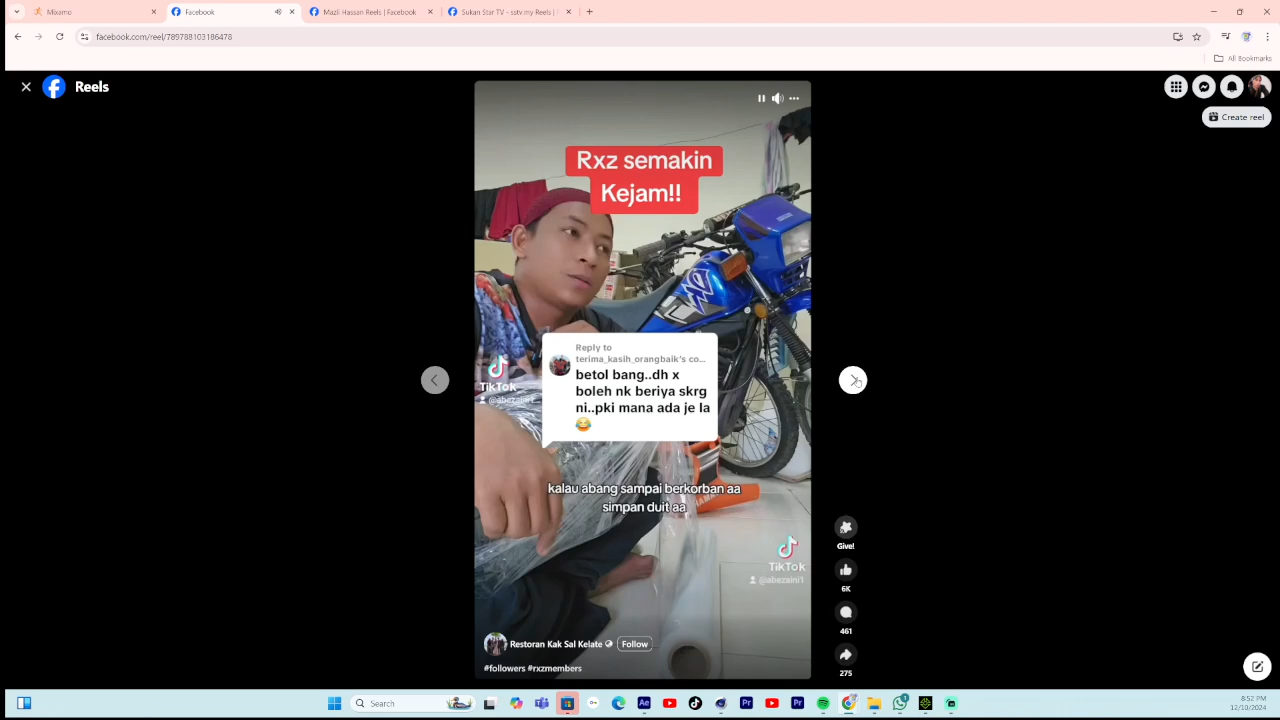 Mixamo
Facebook
Mazli Hassan Reels | Facebook
Sukan Star TV - sstv.my Reels |
facebook.com/reel/789788103186478
All Bookmarks
Reels
Create reel
Rxz semakin
Kejam!!
Reply to
terima_kasih_orangbaik's co...
betol bang..dh x
boleh nk beriya skrg
ni..pki mana ada je la
😂
TikTok
@abezaini1
kalau abang sampai berkorban aa
simpan duit aa
TikTok
@abezaini1
Give!
6K
461
275
Restoran Kak Sal Kelate
Follow
#followers #rxzmembers
Search
8:52 PM
12/10/2024